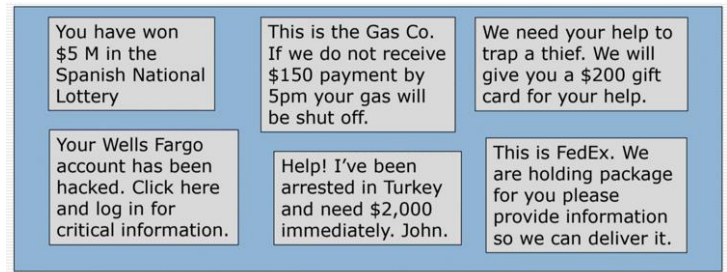 You have won
$5 M in the
Spanish National
Lottery
This is the Gas Co.
If we do not receive
$150 payment by
5pm your gas will
be shut off.
We need your help to
trap a thief. We will
give you a $200 gift
card for your help.
Your Wells Fargo
account has been
hacked. Click here
and log in for
critical information.
Help! I've been
arrested in Turkey
and need $2,000
immediately. John.
This is FedEx. We
are holding package
for you please
provide information
so we can deliver it.